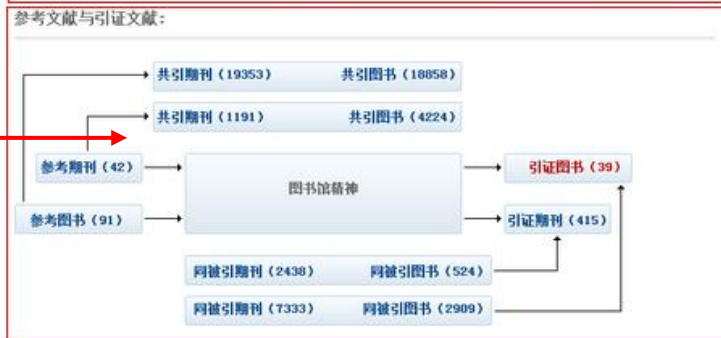 参考文献与引证文献:
共引期刊 (19353) 共引图书 (18858)
共引期刊 (1191) 共引图书 (4224)
参考期刊 (42)
图书馆精神
引证图书 (39)
参考图书 (91)
引证期刊 (415)
同被引期刊 (2438) 同被引图书 (524)
同被引期刊 (7333) 同被引图书 (2909)